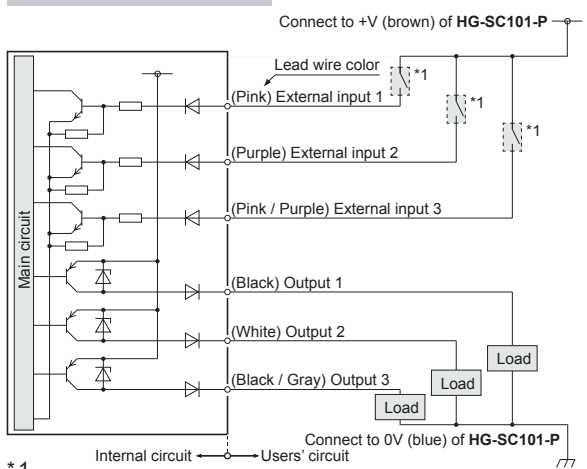 Connect to +V (brown) of HG-SC101-P
Lead wire color
*1
(Pink) External input 1
*1
*1
(Purple) External input 2
(Pink / Purple) External input 3
Main circuit
(Black) Output 1
(White) Output 2
Load
(Black / Gray) Output 3
Load
Load
Connect to 0V (blue) of HG-SC101-P
Internal circuit
Users' circuit
* 1